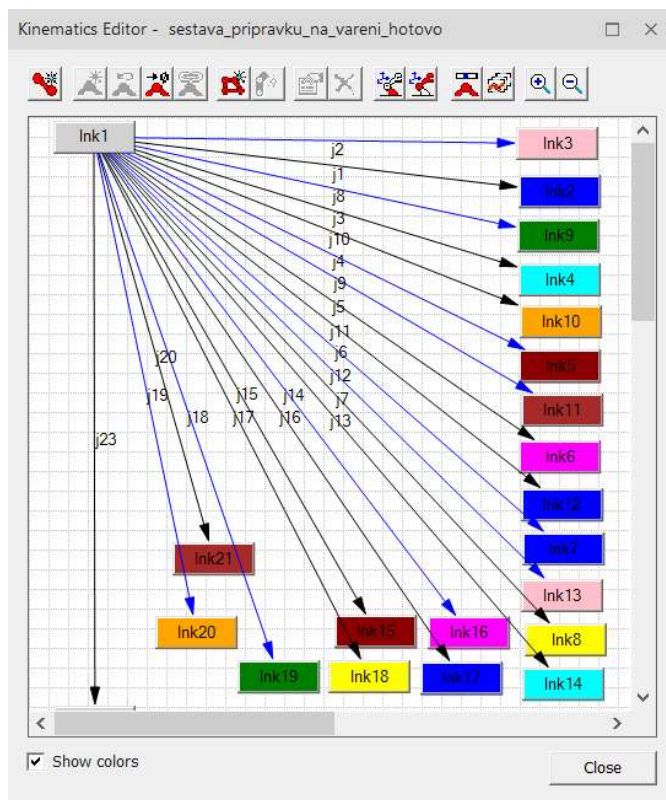 Kinematics Editor - sestava_pripravku_na_vareni_hotovo
lnk1
lnk3
j2
j1
lnk2
j8
j3
lnk9
j10
j4
lnk4
j9
j5
lnk10
j11
j6
lnk5
j12
j20
j19
j15
j14
j7
lnk11
j18
j17
j16
j13
j23
lnk6
lnk12
lnk7
lnk21
lnk13
lnk20
lnk15
lnk16
lnk8
lnk19
lnk18
lnk17
lnk14
Show colors
Close